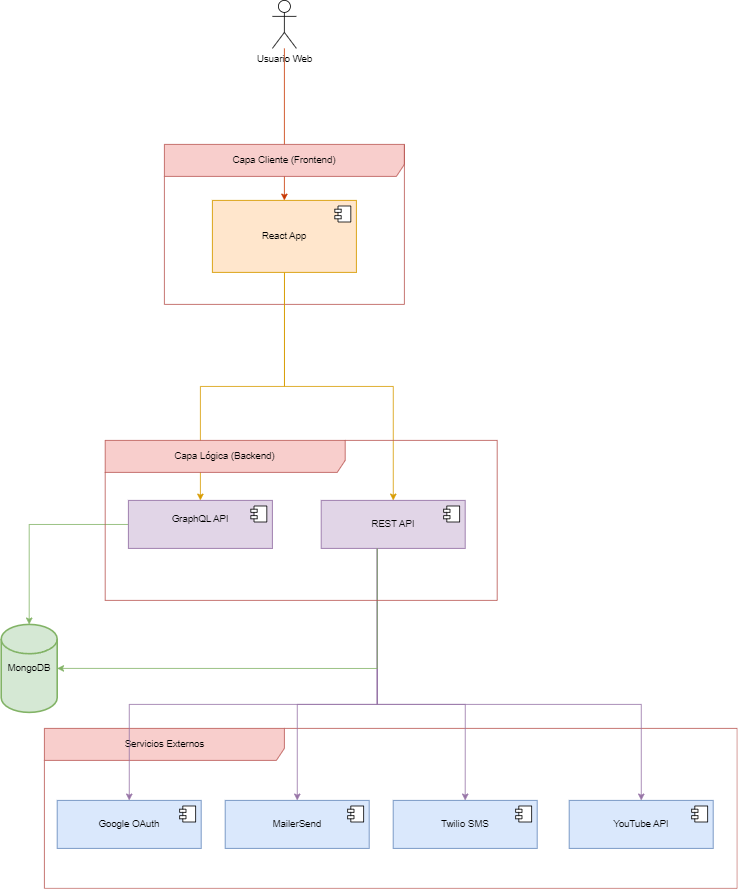 Usuario Web
Capa Cliente (Frontend)
React App
Capa Lógica (Backend)
GraphQL API
REST API
MongoDB
Servicios Externos
Google OAuth
MailerSend
Twilio SMS
YouTube API